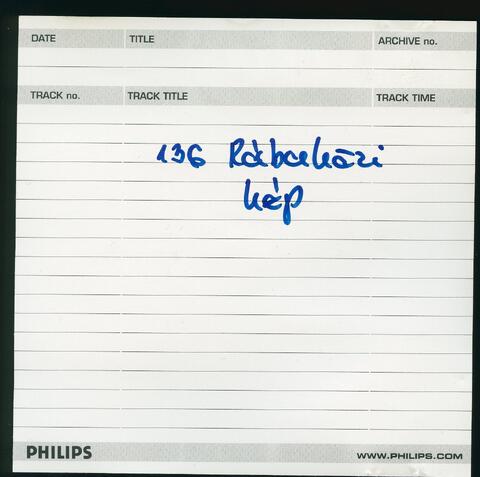 DATE TITLE ARCHIVE no.
TRACK no. TRACK TITLE TRACK TIME
136 Rábaközi
kép
PHILIPS WWW.PHILIPS.COM